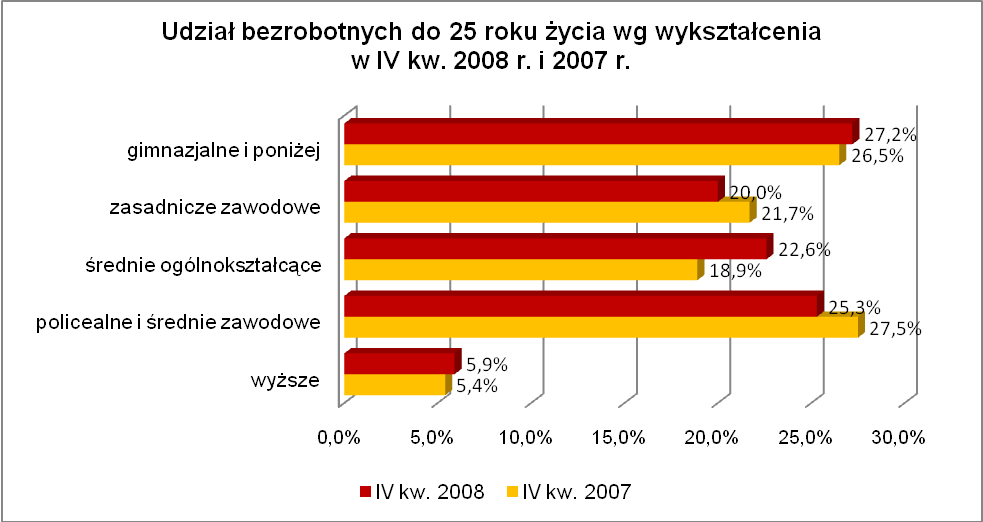 Udział bezrobotnych do 25 roku życia wg wykształcenia
w IV kw. 2008 r. i 2007 r.
gimnazjalne i poniżej
27,2%
26,5%
zasadnicze zawodowe
20,0%
21,7%
średnie ogólnokształcące
22,6%
18,9%
policealne i średnie zawodowe
25,3%
27,5%
wyższe
5,9%
5,4%
0,0% 5,0% 10,0% 15,0% 20,0% 25,0% 30,0%
IV kw. 2008 IV kw. 2007